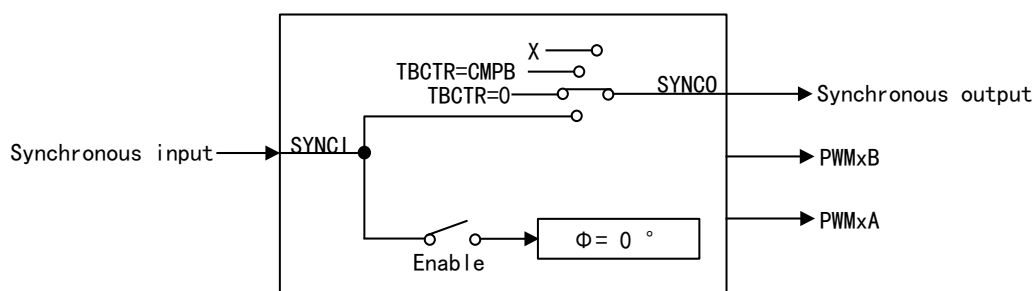 X
TBCTR=CMPB
TBCTR=0
SYNCO
Synchronous output
Synchronous input
SYNCI
PWMxB
PWMxA
Φ= 0 °
Enable